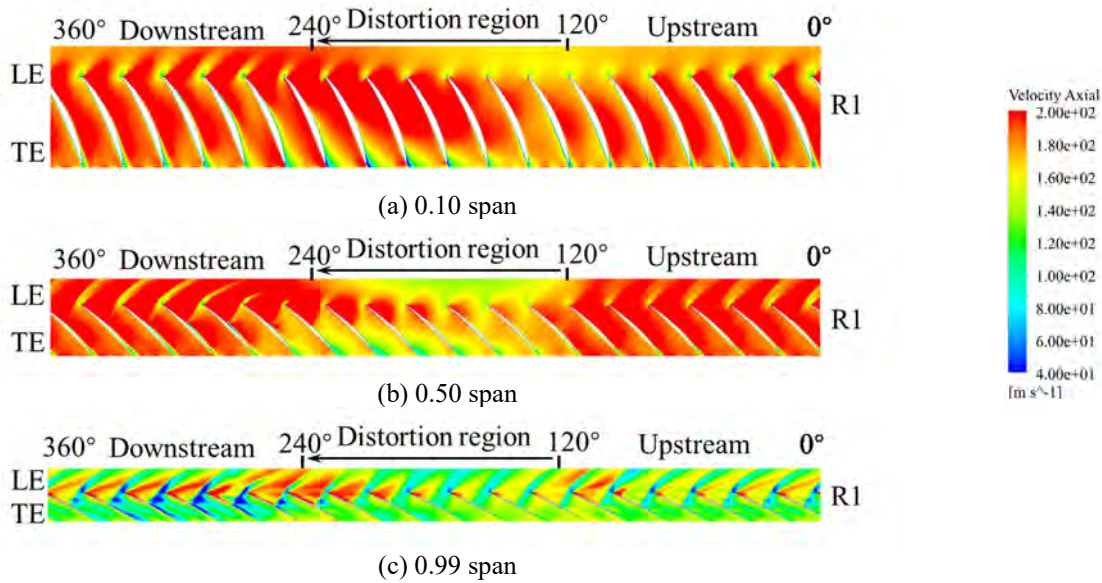 360° Downstream 240° Distortion region 120° Upstream 0°
LE
R1
TE
(a) 0.10 span
360° Downstream 240° Distortion region 120° Upstream 0°
LE
R1
TE
(b) 0.50 span
360° Downstream 240° Distortion region 120° Upstream 0°
LE
R1
TE
(c) 0.99 span
Velocity Axial
2.00e+02
1.80e+02
1.60e+02
1.40e+02
1.20e+02
1.00e+02
8.00e+01
6.00e+01
4.00e+01
[m s^-1]